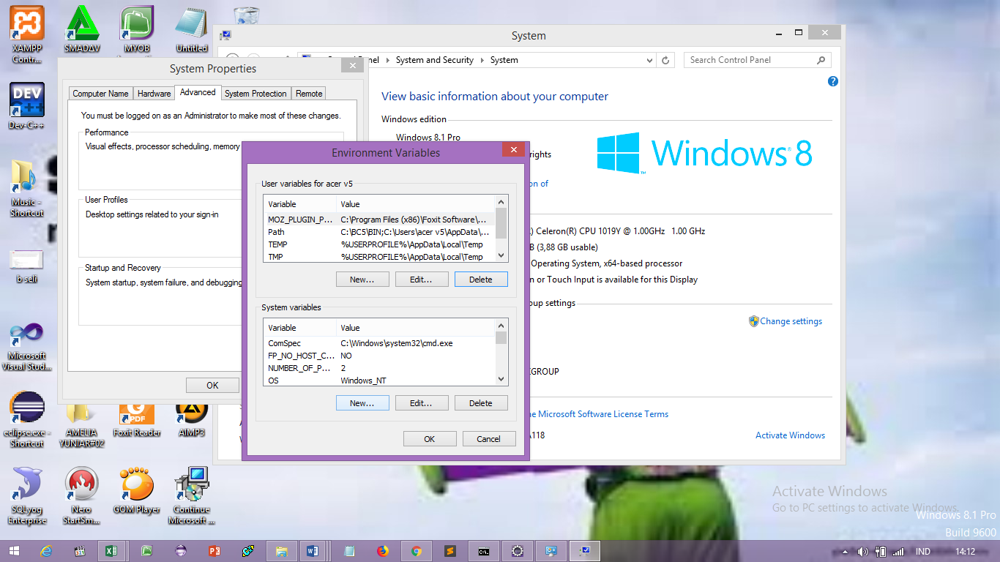 XAMPP
Contr...
SMADΔV
MYOB
Untitled
Dev-C++
Music -
Shortcut
b seli
Microsoft
Visual Stud...
eclipse.exe -
Shortcut
AMELIA
YUNIAR#02
Foxit Reader
AIMP3
SQLyog
Enterprise
Nero
StartSm...
GOM Player
Continue
Microsoft ...
System
System and Security
System
Search Control Panel
View basic information about your computer
Windows edition
Windows 8.1 Pro
rights
Windows 8
Celeron(R) CPU 1019Y @ 1.00GHz 1.00 GHz
(3,88 GB usable)
Operating System, x64-based processor
or Touch Input is available for this Display
settings
Change settings
Microsoft Software License Terms
Activate Windows
System Properties
Computer Name
Hardware
Advanced
System Protection
Remote
You must be logged on as an Administrator to make most of these changes.
Performance
Visual effects, processor scheduling, memory
User Profiles
Desktop settings related to your sign-in
Startup and Recovery
System startup, system failure, and debugging
OK
Environment Variables
User variables for acer v5
Variable Value
MOZ_PLUGIN_P... C:\Program Files (x86)\Foxit Software\...
Path C:\BC5\BIN;C:\Users\acer v5\AppData\...
TEMP %USERPROFILE%\AppData\Local\Temp
TMP %USERPROFILE%\AppData\Local\Temp
New... Edit... Delete
System variables
Variable Value
ComSpec C:\Windows\system32\cmd.exe
FP_NO_HOST_C... NO
NUMBER_OF_P... 2
OS Windows_NT
New... Edit... Delete
OK Cancel
Activate Windows
Go to PC settings to activate Windows.
Windows 8.1 Pro
Build 9600
IND
14:12